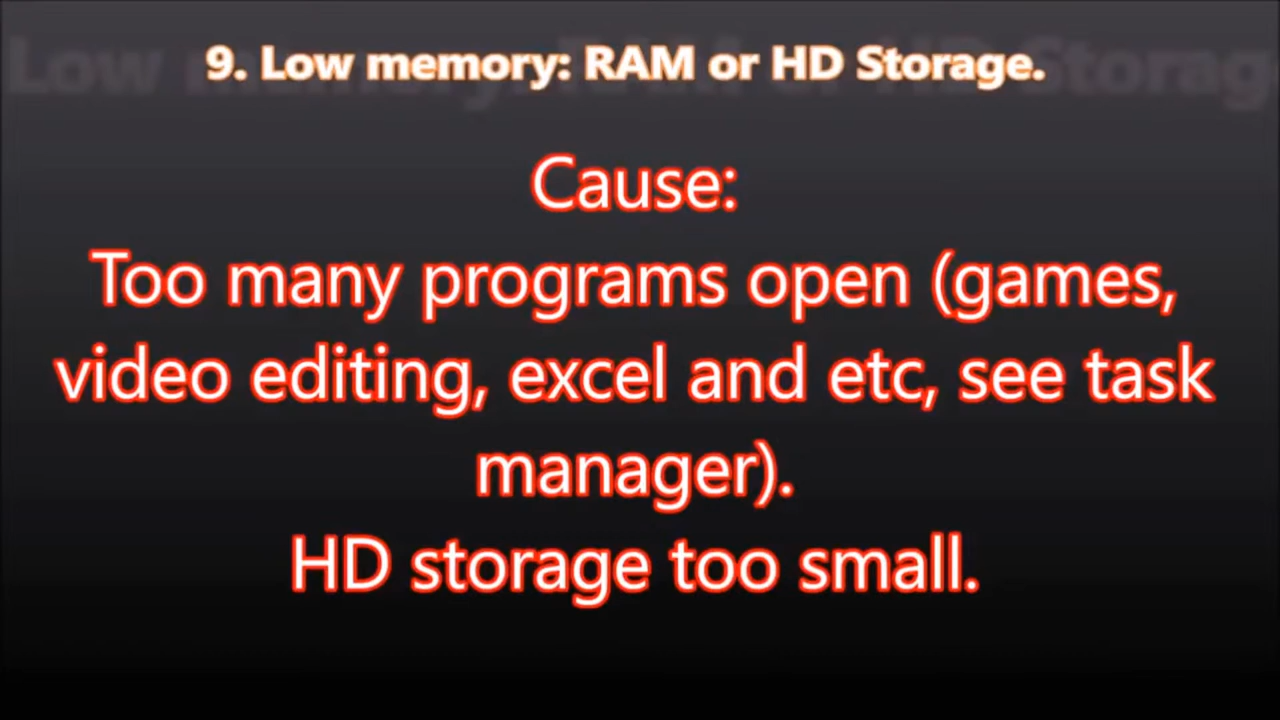 9. Low memory: RAM or HD Storage.
Cause:
Too many programs open (games,
video editing, excel and etc, see task
manager).
HD storage too small.